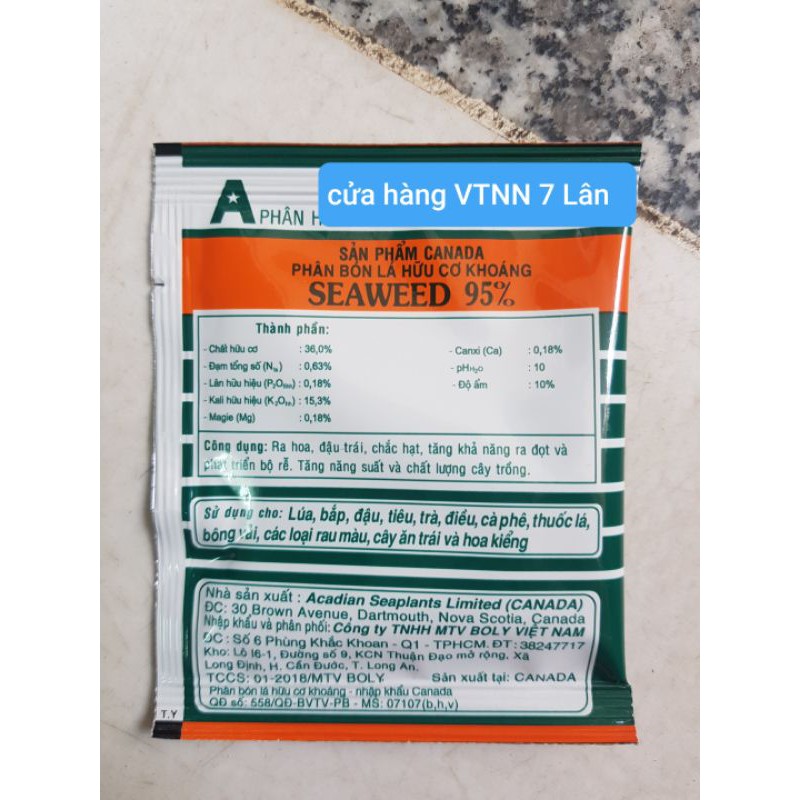 cửa hàng VTNN 7 Lân
A PHÂN
SẢN PHẨM CANADA
PHÂN BÓN LÁ HỮU CƠ KHOÁNG
SEAWEED 95%
Thành phần:
- Chất hữu cơ : 36,0%
- Đạm tổng số (Nts) : 0,63%
- Lân hữu hiệu (P2O5hh) : 0,18%
- Kali hữu hiệu (K2Ohh) : 15,3%
- Magie (Mg) : 0,18%
- Canxi (Ca) : 0,18%
- pHH2O : 10
- Độ ẩm : 10%
Công dụng: Ra hoa, đậu trái, chắc hạt, tăng khả năng ra đọt và
phát triển bộ rễ. Tăng năng suất và chất lượng cây trồng.
Sử dụng cho: Lúa, bắp, đậu, tiêu, trà, điều, cà phê, thuốc lá,
bông vải, các loại rau màu, cây ăn trái và hoa kiểng
Nhà sản xuất : Acadian Seaplants Limited (CANADA)
ĐC: 30 Brown Avenue, Dartmouth, Nova Scotia, Canada
Nhập khẩu và phân phối: Công ty TNHH MTV BOLY VIỆT NAM
ĐC : Số 6 Phùng Khắc Khoan - Q1 - TPHCM. ĐT : 38247717
Kho: Lô I6-1, Đường số 9, KCN Thuận Đạo mở rộng, Xã
Long Định, H. Cần Đước, T. Long An.
TCCS: 01-2018/MTV BOLY Sản xuất tại: CANADA
Phân bón lá hữu cơ khoáng - nhập khẩu Canada
QĐ số: 558/QĐ-BVTV-PB - MS: 07107(b,h,v)
T.Y